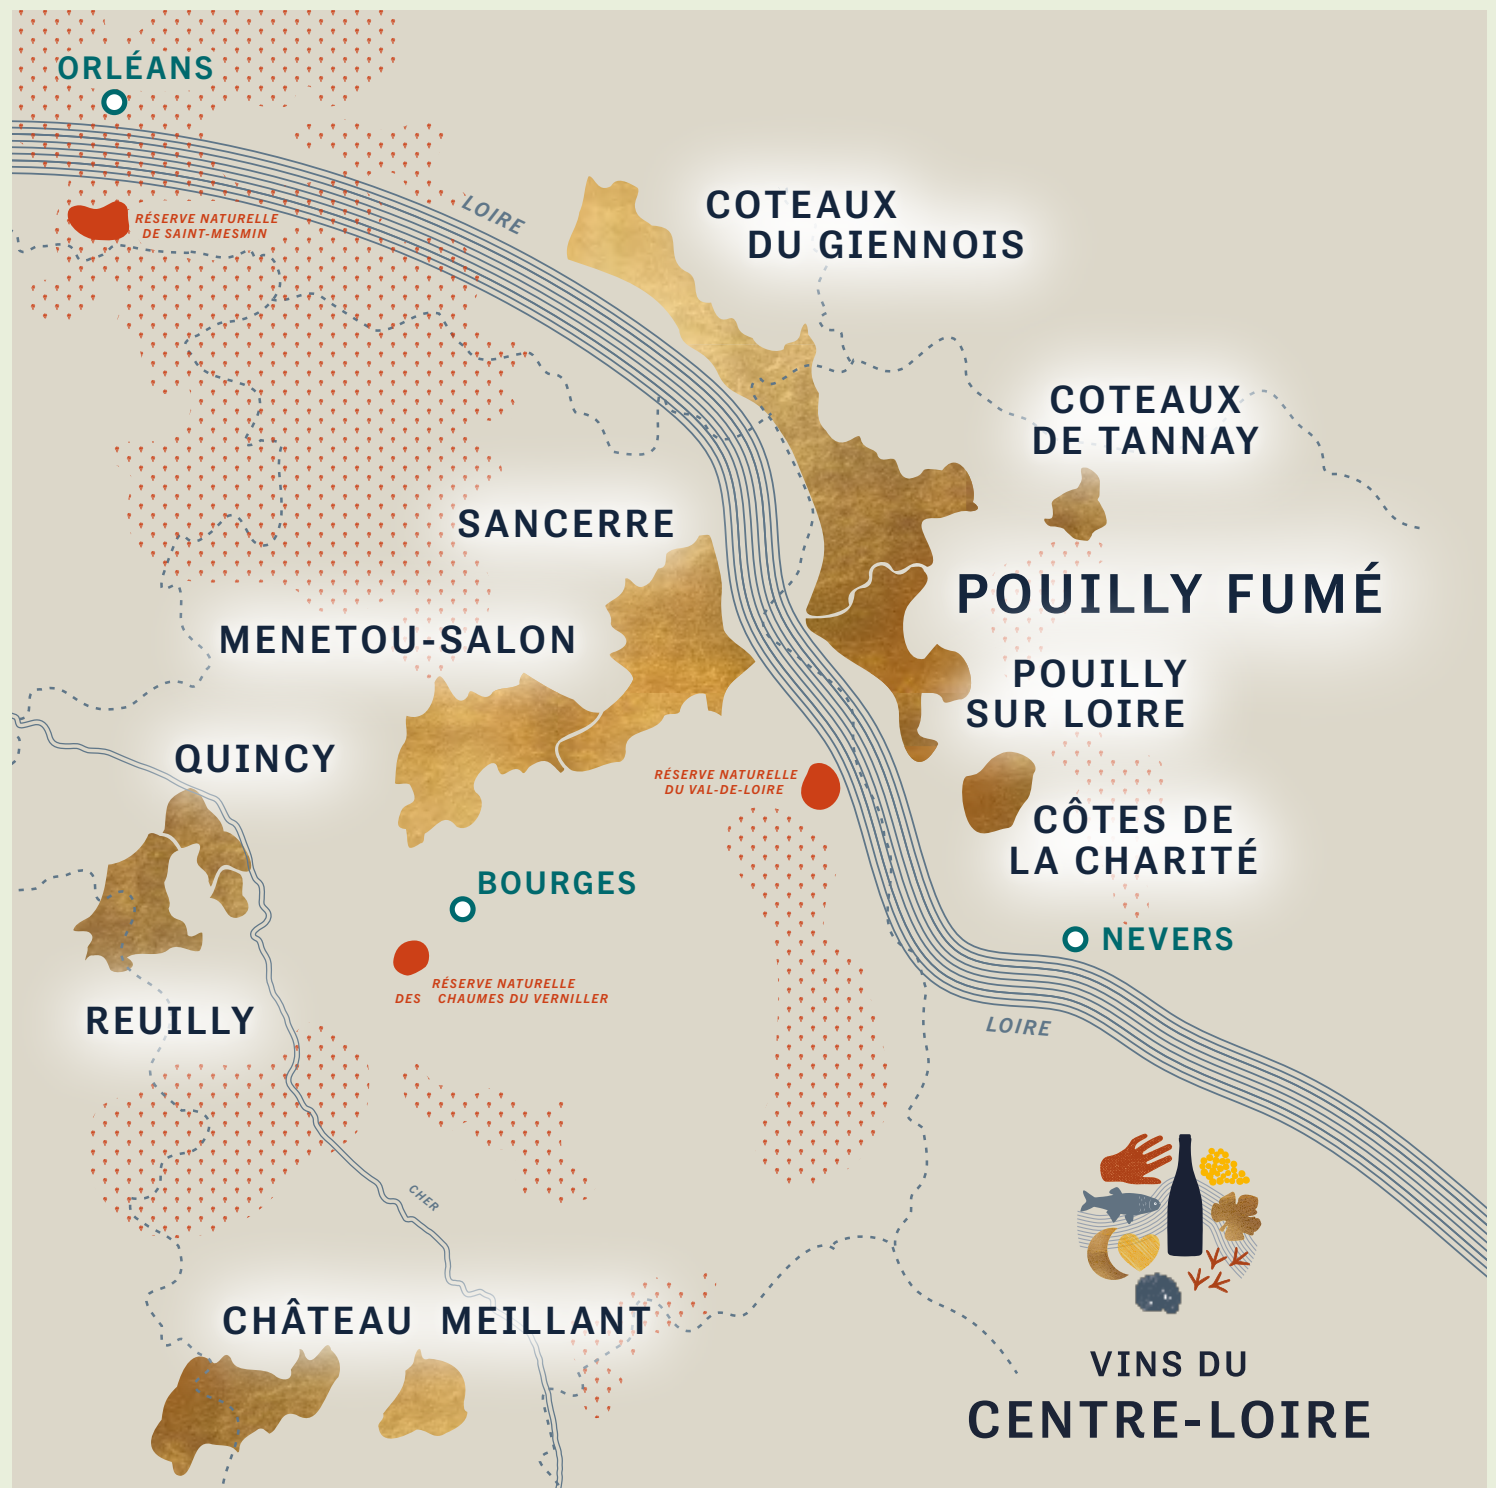 ORLÉANS
RÉSERVE NATURELLE
DE SAINT-MESMIN
LOIRE
COTEAUX
DU GIENNOIS
COTEAUX
DE TANNAY
SANCERRE
POUILLY FUMÉ
MENETOU-SALON
POUILLY
SUR LOIRE
QUINCY
RÉSERVE NATURELLE
DU VAL-DE-LOIRE
CÔTES DE
LA CHARITÉ
BOURGES
NEVERS
RÉSERVE NATURELLE
DES CHAUMES DU VERNILLER
REUILLY
LOIRE
CHER
CHÂTEAU MEILLANT
VINS DU
CENTRE-LOIRE